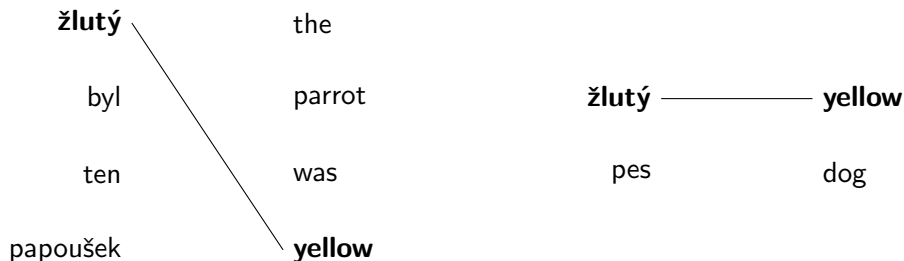 žlutý the
byl parrot žlutý yellow
ten was pes dog
papoušek yellow